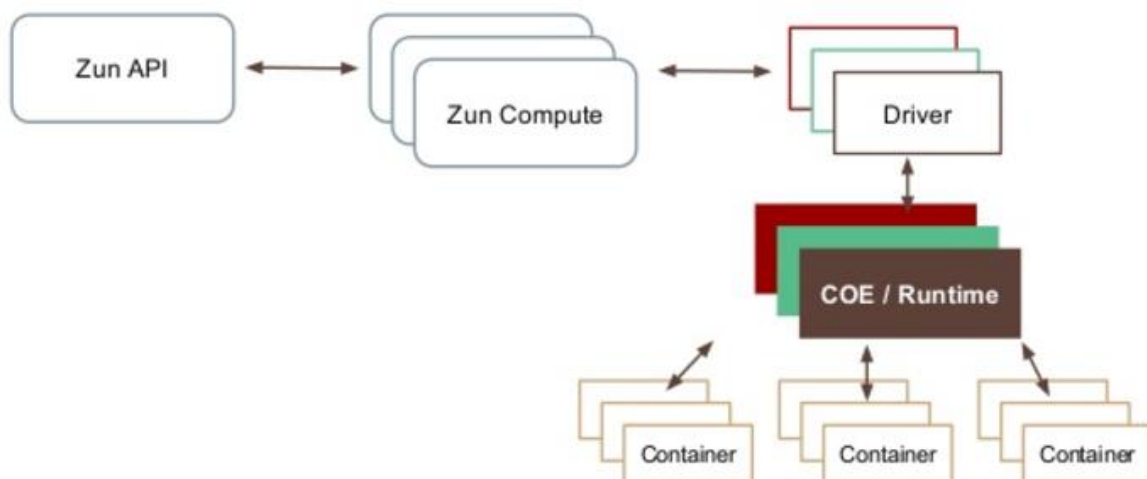 Zun API
Zun Compute
Driver
COE / Runtime
Container
Container
Container